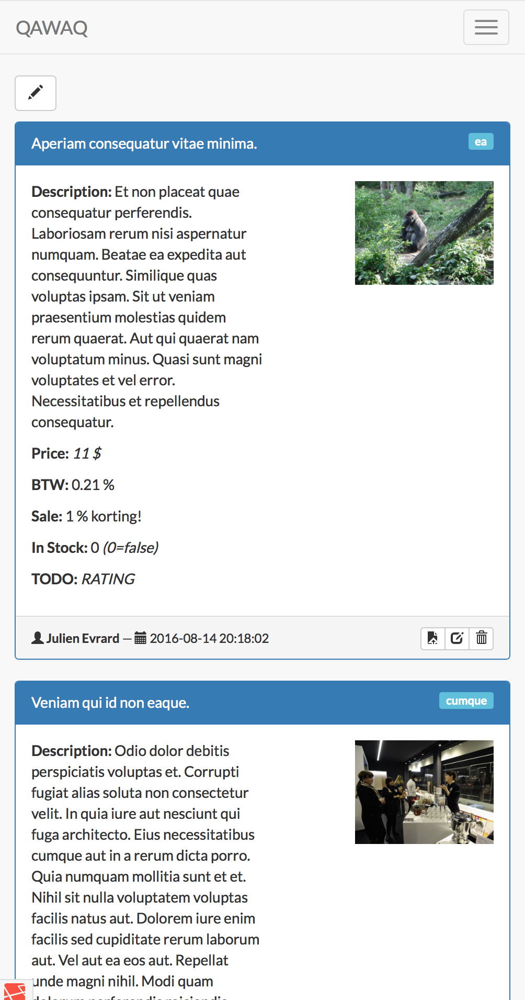 QAWAQ
Aperiam consequatur vitae minima.
ea
Description: Et non placeat quae
consequatur perferendis.
Laboriosam rerum nisi aspernatur
numquam. Beatae ea expedita aut
consequuntur. Similique quas
voluptas ipsam. Sit ut veniam
praesentium molestias quidem
rerum quaerat. Aut qui quaerat nam
voluptatum minus. Quasi sunt magni
voluptates et vel error.
Necessitatibus et repellendus
consequatur.
Price: 11 $
BTW: 0.21 %
Sale: 1 % korting!
In Stock: 0 (0=false)
TODO: RATING
Julien Evrard — 2016-08-14 20:18:02
Veniam qui id non eaque.
cumque
Description: Odio dolor debitis
perspiciatis voluptas et. Corrupti
fugiat alias soluta non consectetur
velit. In quia iure aut nesciunt qui
fuga architecto. Eius necessitatibus
cumque aut in a rerum dicta porro.
Quia numquam mollitia sunt et et.
Nihil sit nulla voluptatem voluptas
facilis natus aut. Dolorem iure enim
facilis sed cupiditate rerum laborum
aut. Vel aut ea eos aut. Repellat
unde magni nihil. Modi quam